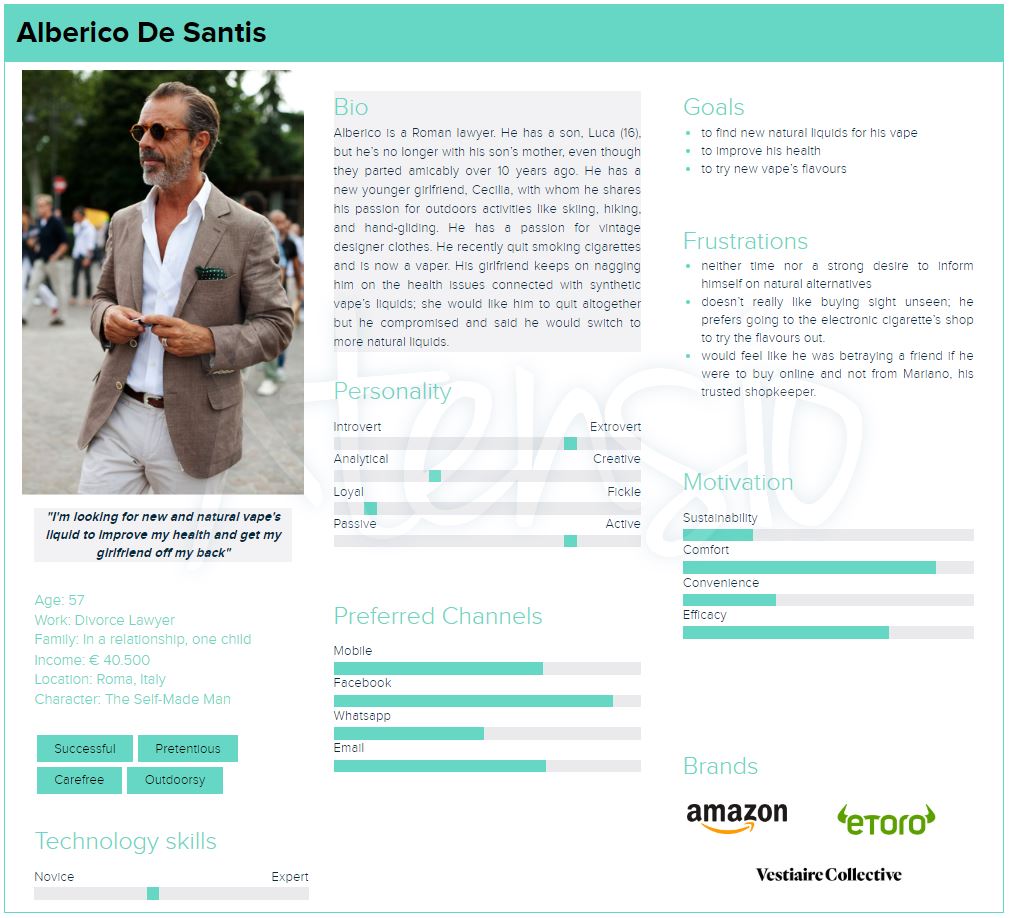 Alberico De Santis
"I'm looking for new and natural vape's
liquid to improve my health and get my
girlfriend off my back"
Age: 57
Work: Divorce Lawyer
Family: In a relationship, one child
Income: € 40.500
Location: Roma, Italy
Character: The Self-Made Man
Successful
Pretentious
Carefree
Outdoorsy
Technology skills
Novice
Expert
Bio
Alberico is a Roman lawyer. He has a son, Luca (16),
but he's no longer with his son's mother, even though
they parted amicably over 10 years ago. He has a
new younger girlfriend, Cecilia, with whom he shares
his passion for outdoors activities like skiing, hiking,
and hand-gliding. He has a passion for vintage
designer clothes. He recently quit smoking cigarettes
and is now a vaper. His girlfriend keeps on nagging
him on the health issues connected with synthetic
vape's liquids; she would like him to quit altogether
but he compromised and said he would switch to
more natural liquids.
Personality
Introvert
Extrovert
Analytical
Creative
Loyal
Fickle
Passive
Active
Preferred Channels
Mobile
Facebook
Whatsapp
Email
Goals
to find new natural liquids for his vape
to improve his health
to try new vape's flavours
Frustrations
neither time nor a strong desire to inform
himself on natural alternatives
doesn't really like buying sight unseen; he
prefers going to the electronic cigarette's shop
to try the flavours out.
would feel like he was betraying a friend if he
were to buy online and not from Mariano, his
trusted shopkeeper.
Motivation
Sustainability
Comfort
Convenience
Efficacy
Brands
amazon
eToro
Vestiaire Collective